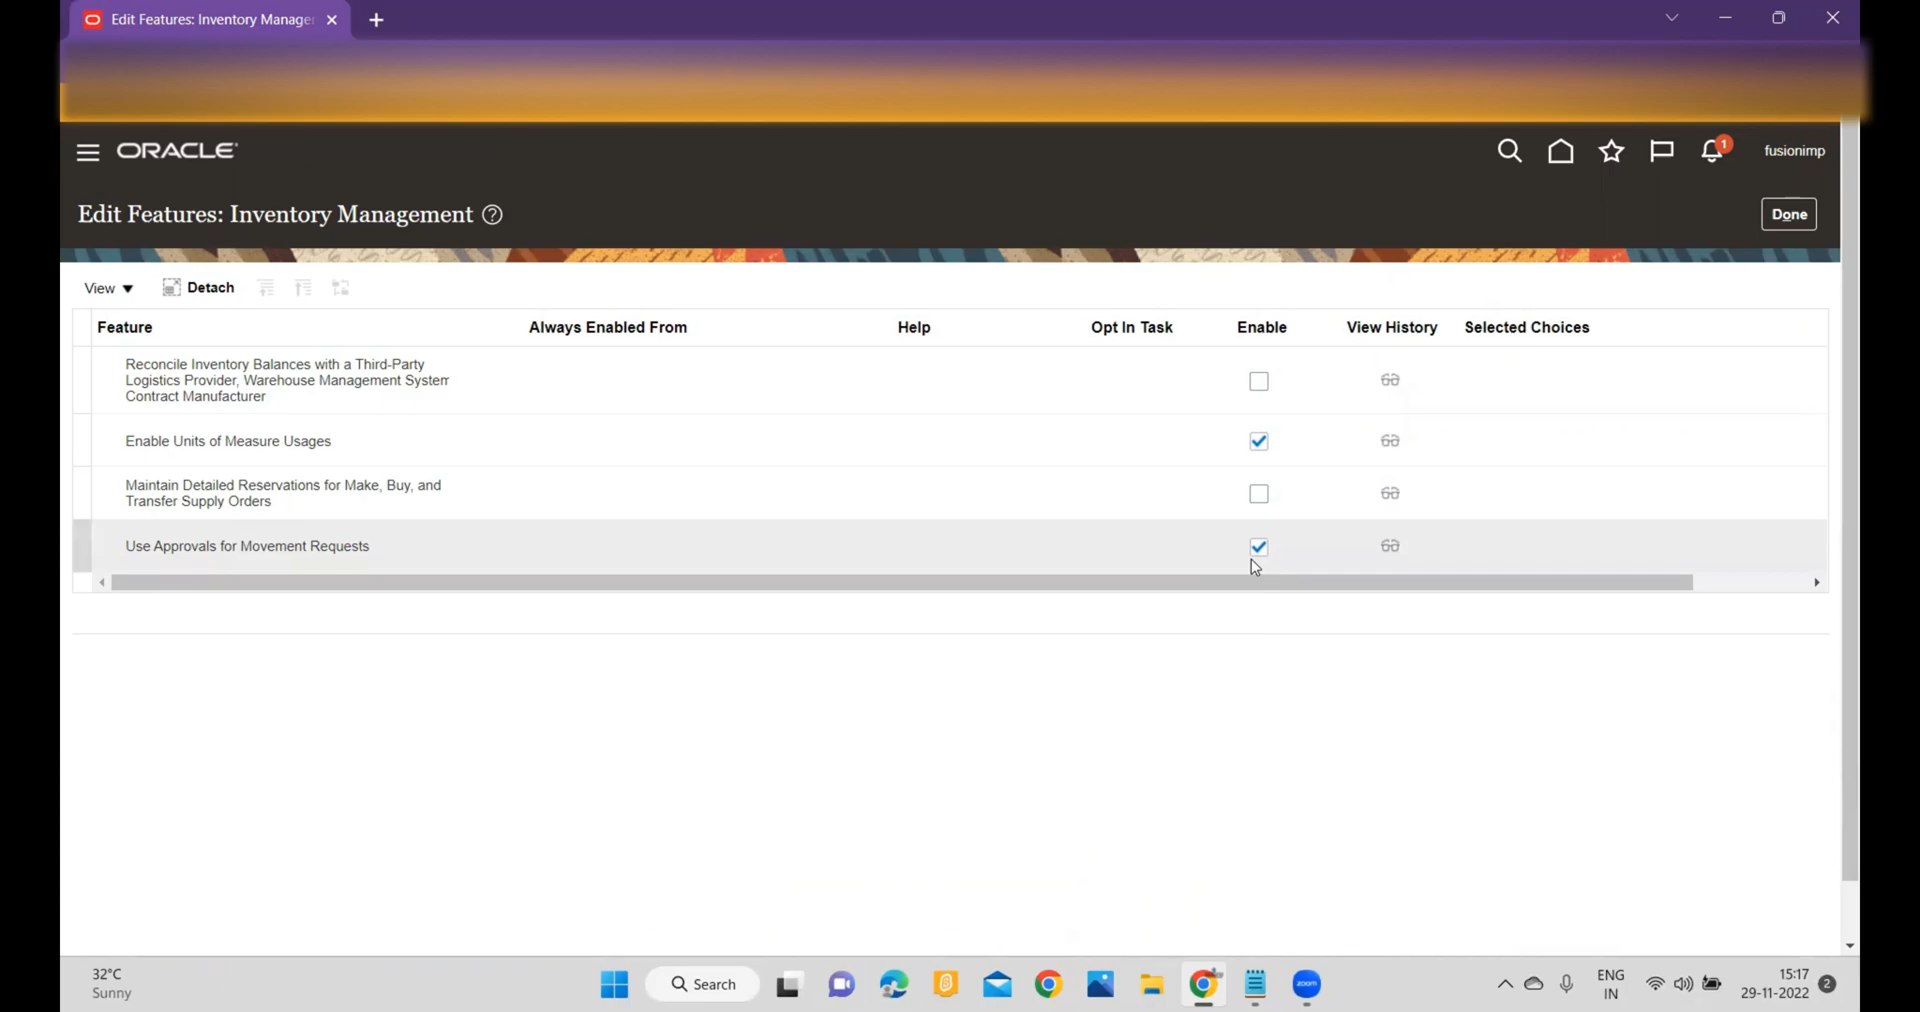 Edit Features: Inventory Manage
ORACLE
1
fusionimp
Edit Features: Inventory Management
Done
View
Detach
Feature
Always Enabled From
Help
Opt In Task
Enable
View History
Selected Choices
Reconcile Inventory Balances with a Third-Party
Logistics Provider, Warehouse Management System
Contract Manufacturer
Enable Units of Measure Usages
Maintain Detailed Reservations for Make, Buy, and
Transfer Supply Orders
Use Approvals for Movement Requests
32°C
Sunny
Search
zoom
ENG
IN
15:17
29-11-2022
2